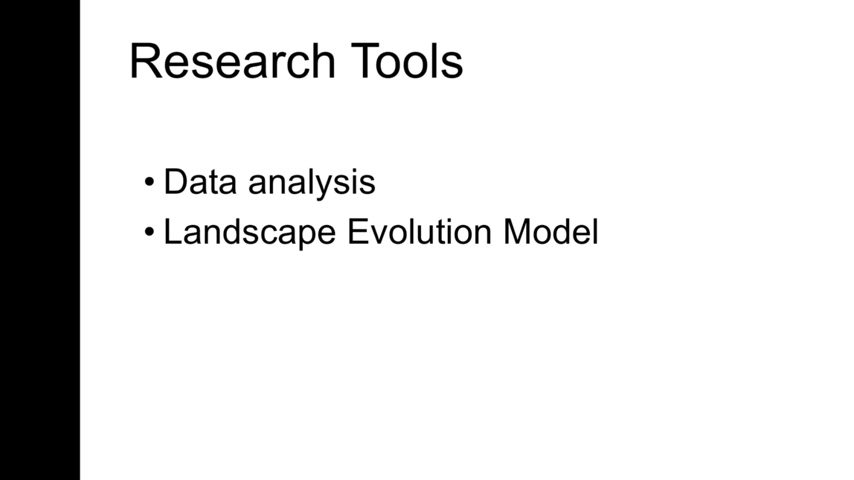 Research Tools
• Data analysis
• Landscape Evolution Model